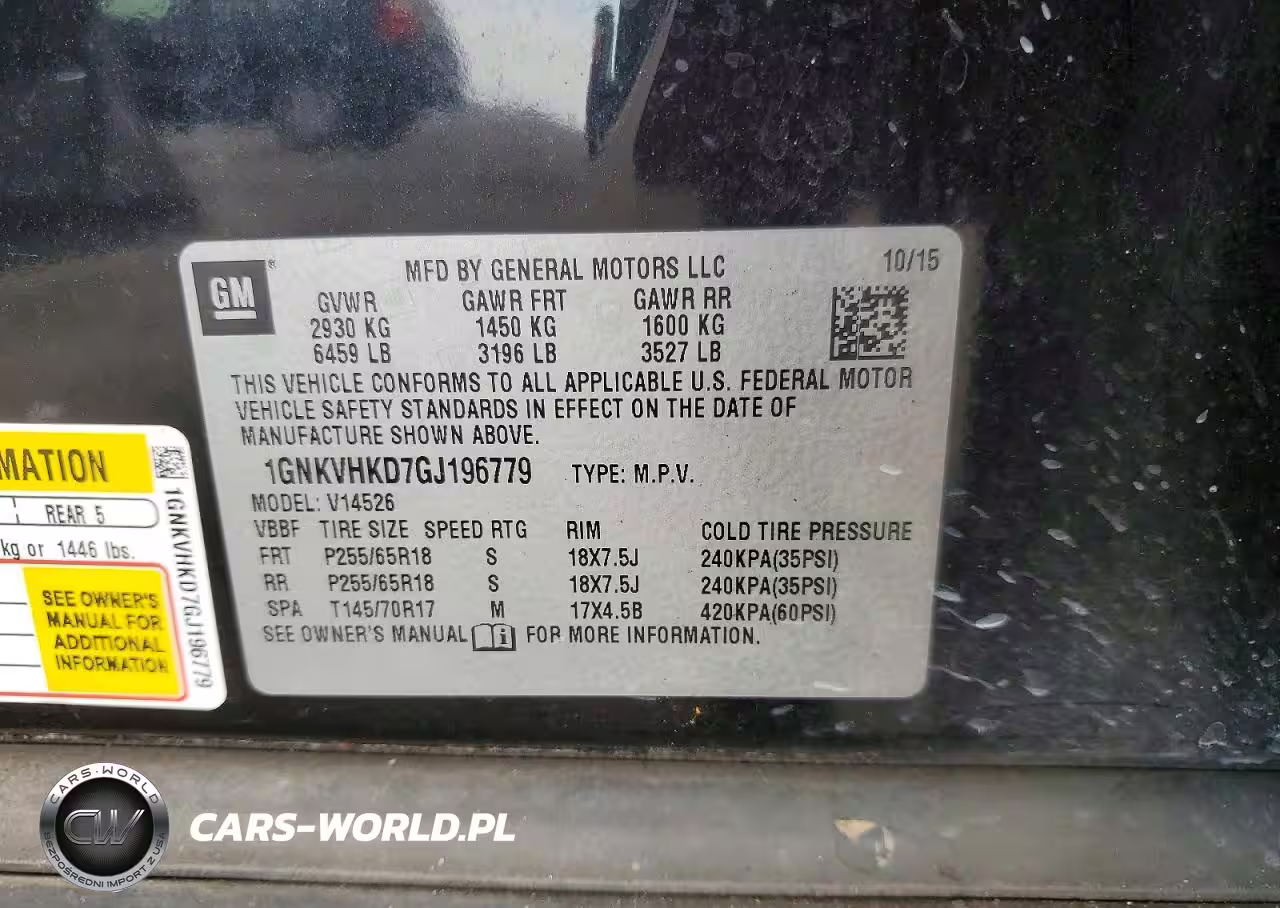 GM
MFD BY GENERAL MOTORS LLC
10/15
GVWR GAWR FRT GAWR RR
2930 KG 1450 KG 1600 KG
6459 LB 3196 LB 3527 LB
THIS VEHICLE CONFORMS TO ALL APPLICABLE U.S. FEDERAL MOTOR
VEHICLE SAFETY STANDARDS IN EFFECT ON THE DATE OF
MANUFACTURE SHOWN ABOVE.
1GNKVHKD7GJ196779 TYPE: M.P.V.
MODEL: V14526
VBBF TIRE SIZE SPEED RTG RIM COLD TIRE PRESSURE
FRT P255/65R18 S 18X7.5J 240KPA(35PSI)
RR P255/65R18 S 18X7.5J 240KPA(35PSI)
SPA T145/70R17 M 17X4.5B 420KPA(60PSI)
SEE OWNER'S MANUAL FOR MORE INFORMATION.
MATION
REAR 5
kg or 1446 lbs.
SEE OWNER'S
MANUAL FOR
ADDITIONAL
INFORMATION
1GNKVHKD7GJ196779
CARS-WORLD
CW
BEZPOŚREDNI IMPORT Z USA
CARS-WORLD.PL